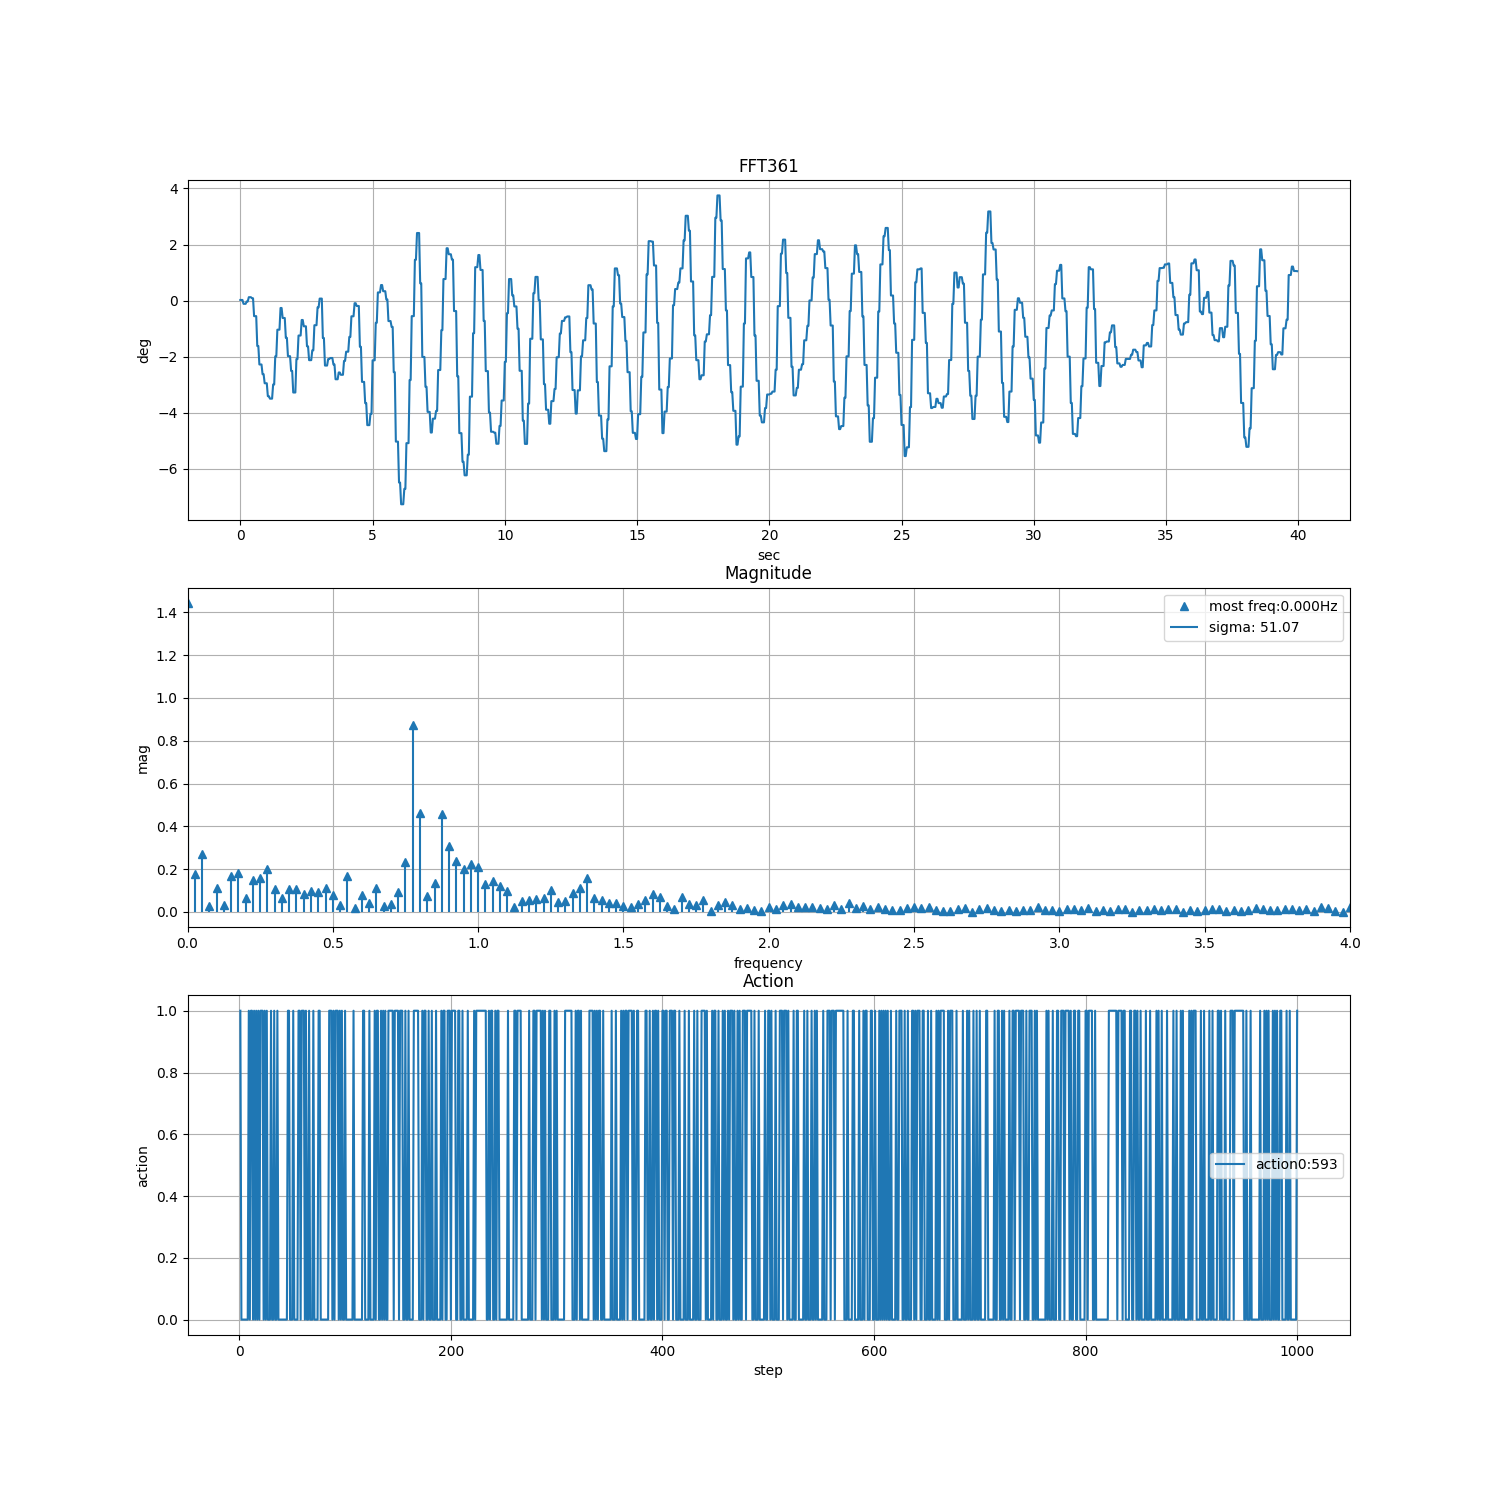 FFT361
4
2
0
−2
−4
−6
deg
0 5 10 15 20 25 30 35 40
sec
Magnitude
1.4
1.2
1.0
0.8
0.6
0.4
0.2
0.0
mag
most freq:0.000Hz
sigma: 51.07
0.0 0.5 1.0 1.5 2.0 2.5 3.0 3.5 4.0
frequency
Action
1.0
0.8
0.6
0.4
0.2
0.0
action
action0:593
0 200 400 600 800 1000
step